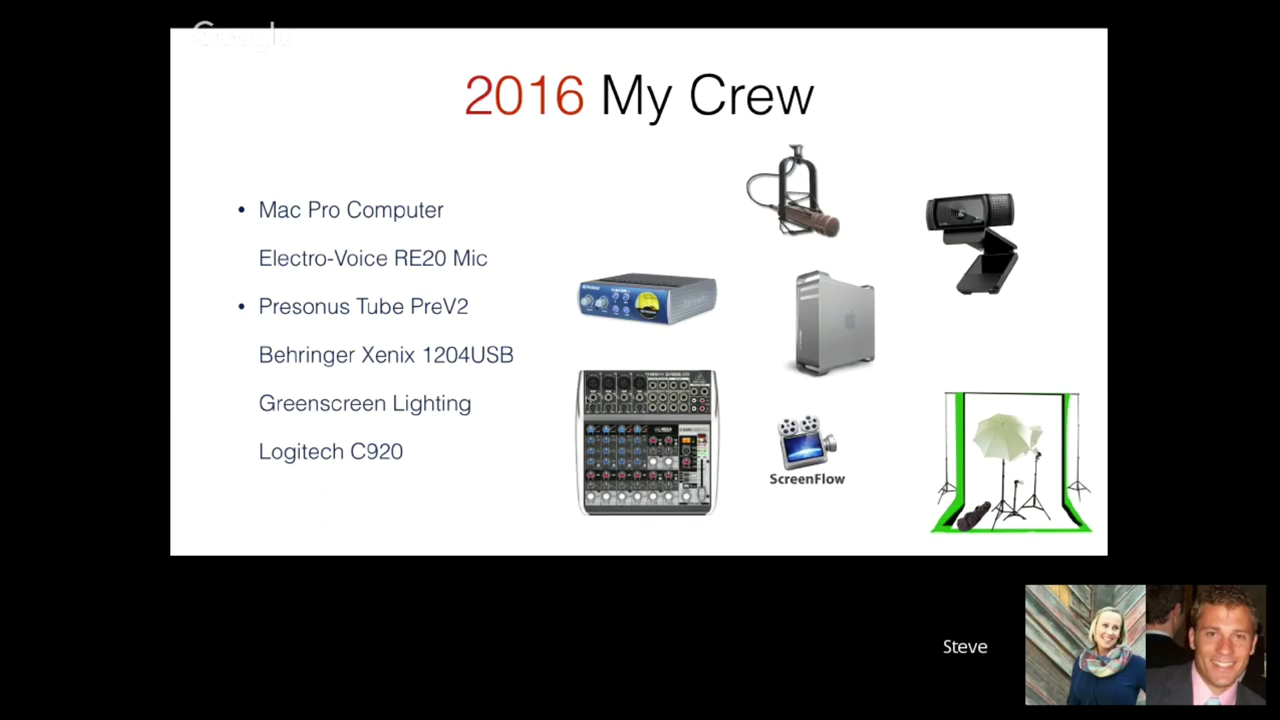 Google
2016 My Crew
• Mac Pro Computer
Electro-Voice RE20 Mic
• Presonus Tube PreV2
Behringer Xenix 1204USB
Greenscreen Lighting
Logitech C920
ScreenFlow
Steve